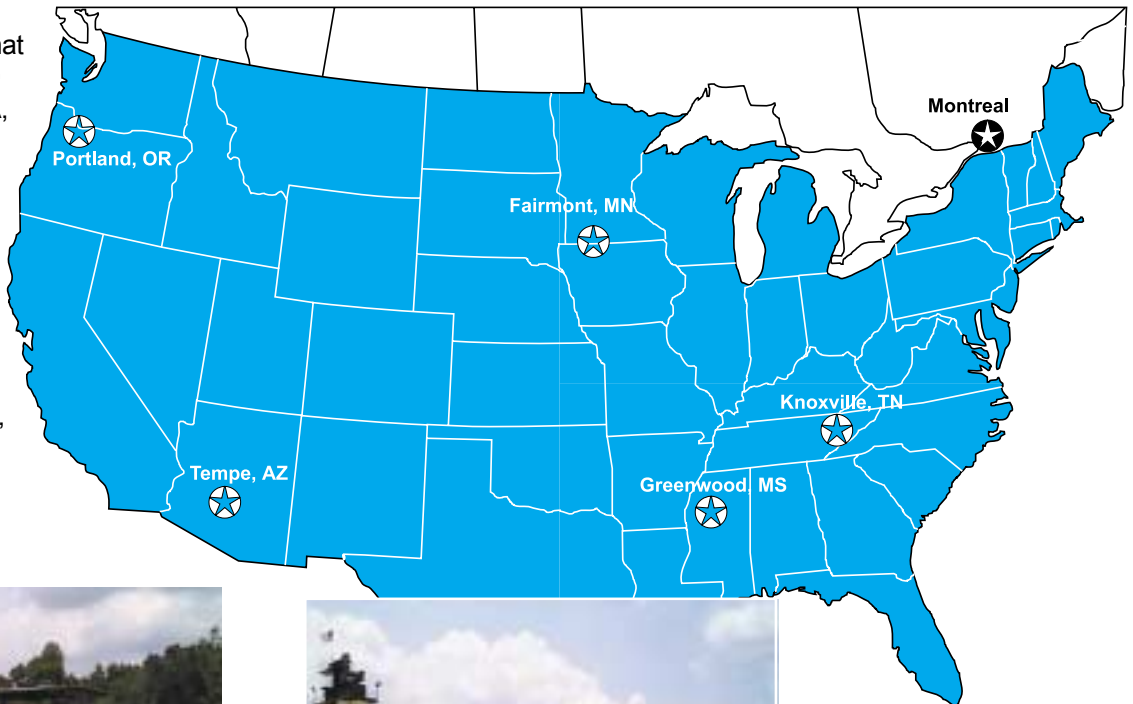 Montreal
Portland, OR
Fairmont, MN
Knoxville, TN
Tempe, AZ
Greenwood, MS